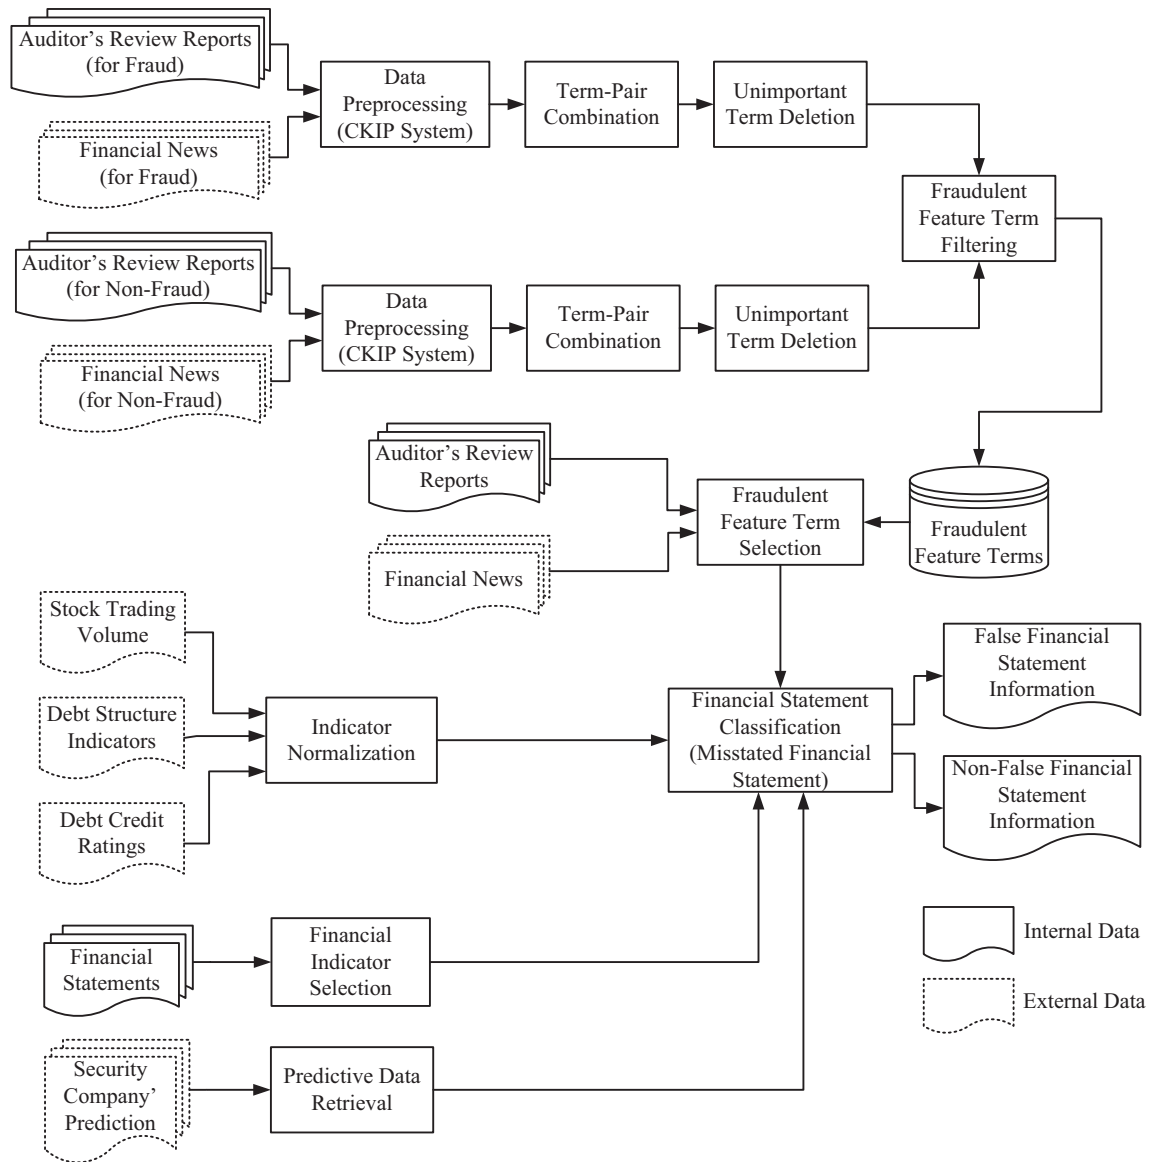 Auditor's Review Reports
(for Fraud)
Data
Preprocessing
(CKIP System)
Term-Pair
Combination
Unimportant
Term Deletion
Financial News
(for Fraud)
Fraudulent
Feature Term
Filtering
Auditor's Review Reports
(for Non-Fraud)
Data
Preprocessing
(CKIP System)
Term-Pair
Combination
Unimportant
Term Deletion
Financial News
(for Non-Fraud)
Auditor's Review
Reports
Fraudulent
Feature Term
Selection
Fraudulent
Feature Terms
Financial News
Stock Trading
Volume
Debt Structure
Indicators
Debt Credit
Ratings
Indicator
Normalization
Financial Statement
Classification
(Misstated Financial
Statement)
False Financial
Statement
Information
Non-False Financial
Statement
Information
Financial
Statements
Financial
Indicator
Selection
Security
Company'
Prediction
Predictive Data
Retrieval
Internal Data
External Data